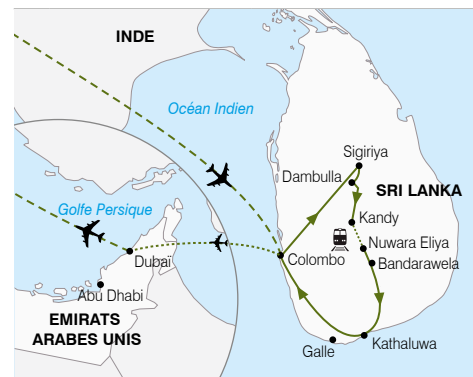 INDE
Océan Indien
Sigiriya
Dambulla
SRI LANKA
Golfe Persique
Kandy
Nuwara Eliya
Dubaï
Colombo
Bandarawela
Abu Dhabi
EMIRATS
ARABES UNIS
Galle
Kathaluwa